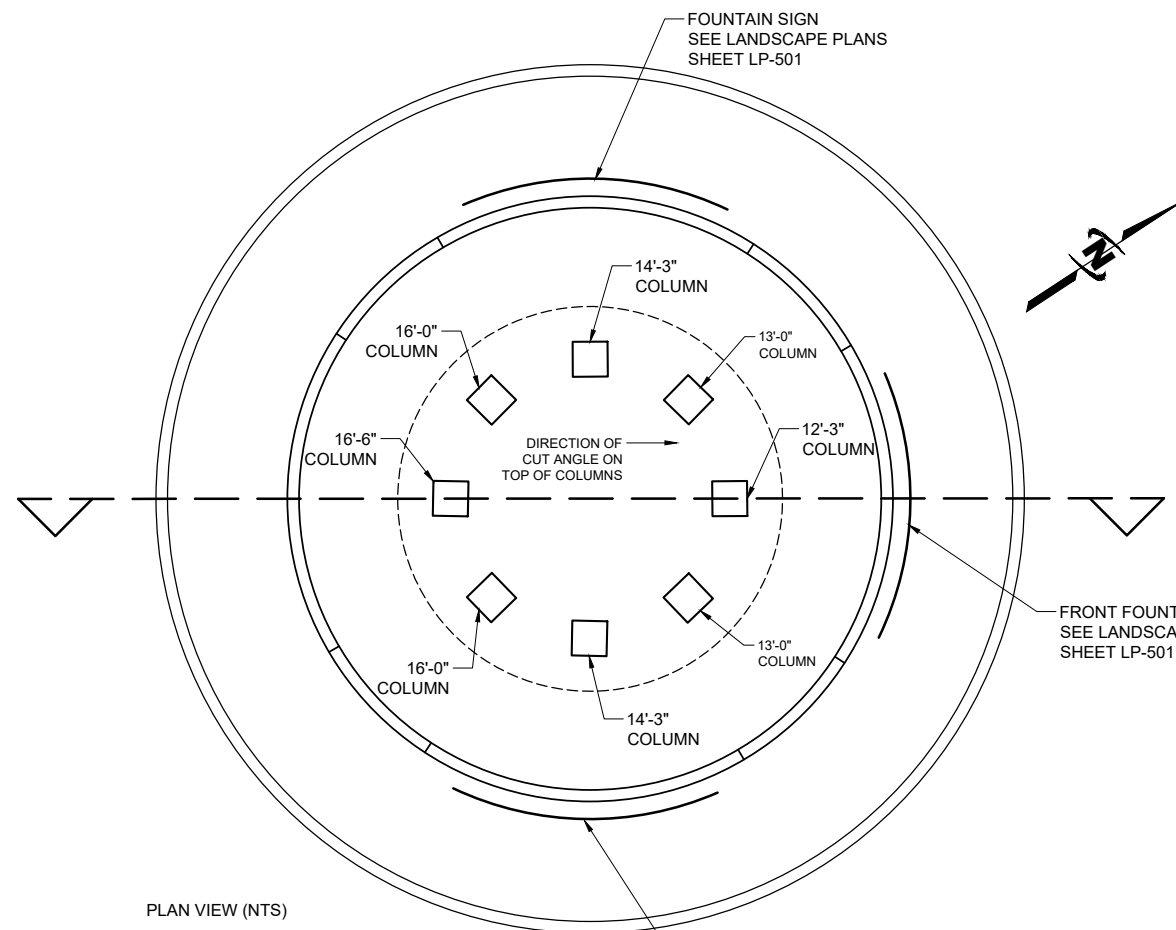 FOUNTAIN SIGN
SEE LANDSCAPE PLANS
SHEET LP-501
N
14'-3"
COLUMN
16'-0"
COLUMN
13'-0"
COLUMN
16'-6"
COLUMN
DIRECTION OF
CUT ANGLE ON
TOP OF COLUMNS
12'-3"
COLUMN
FRONT FOUNT
SEE LANDSCA
SHEET LP-501
16'-0"
COLUMN
13'-0"
COLUMN
14'-3"
COLUMN
PLAN VIEW (NTS)